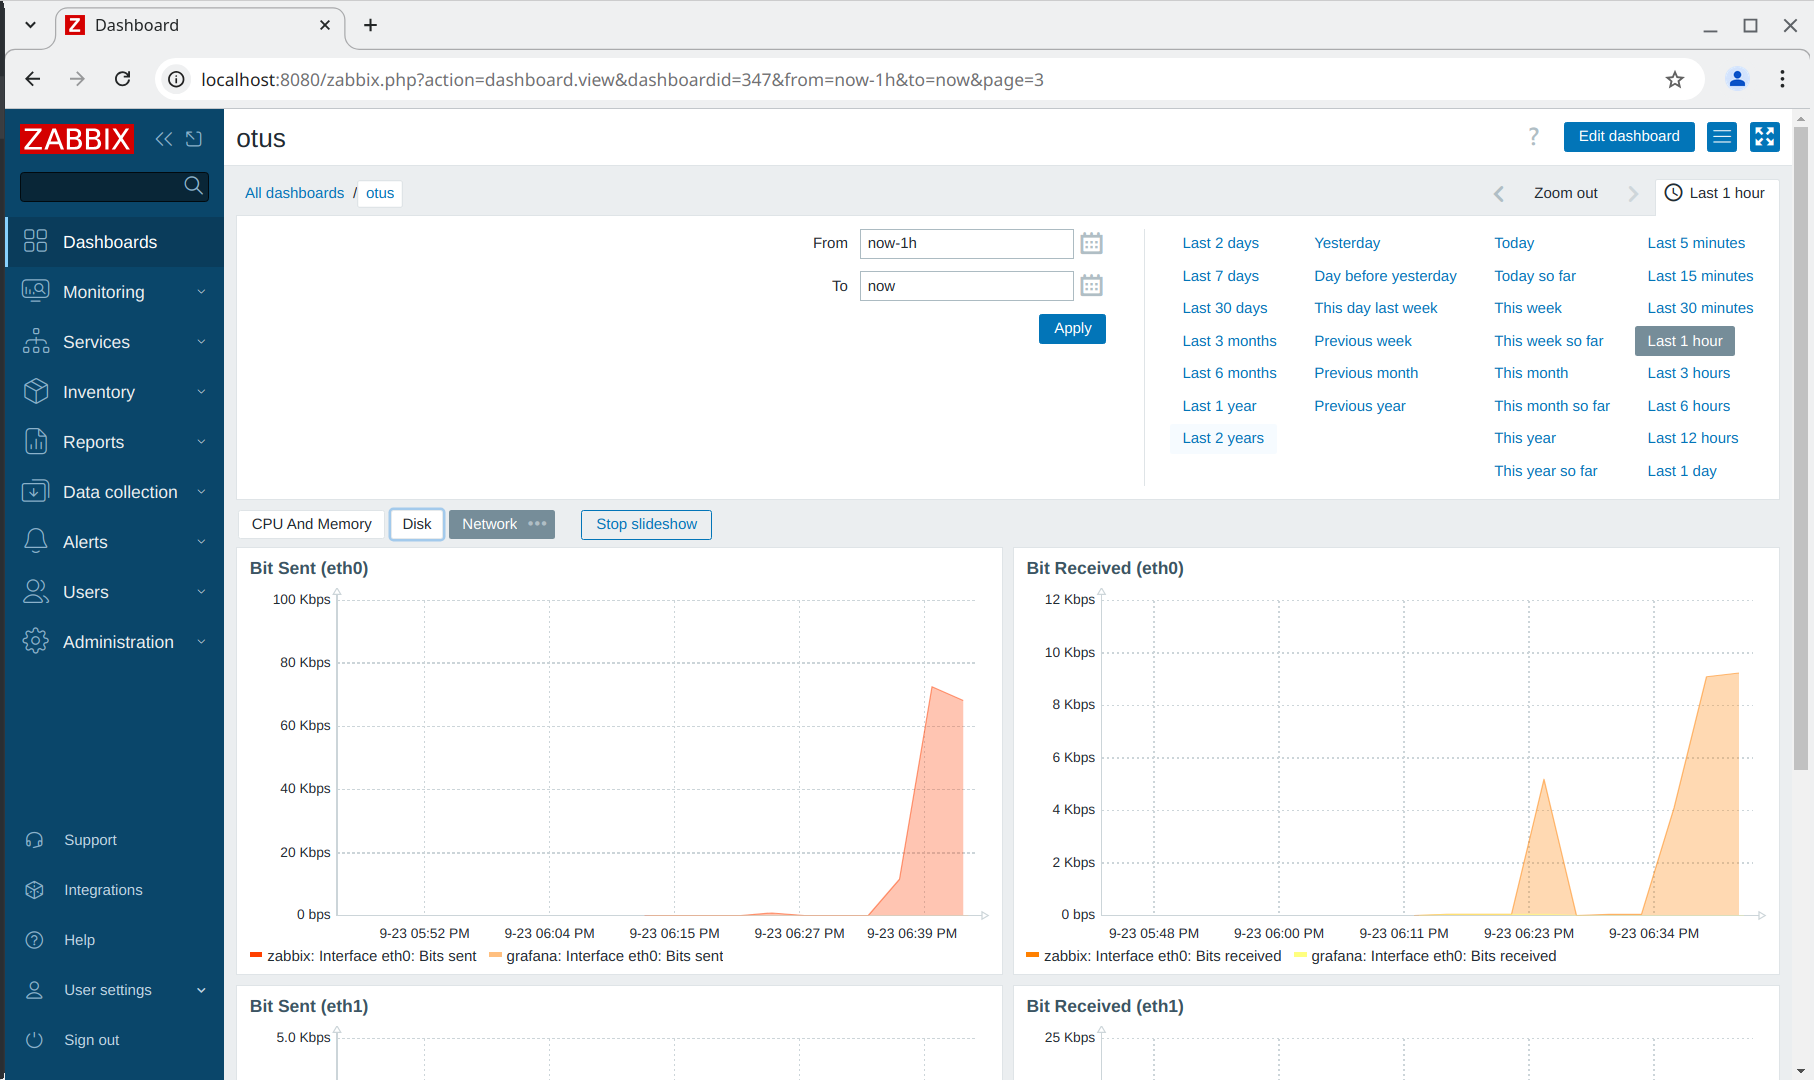 Dashboard
localhost:8080/zabbix.php?action=dashboard.view&dashboardid=347&from=now-1h&to=now&page=3
ZABBIX
otus
Edit dashboard
All dashboards / otus
Zoom out
Last 1 hour
Dashboards
Monitoring
Services
Inventory
Reports
Data collection
Alerts
Users
Administration
Support
Integrations
Help
User settings
Sign out
From now-1h
To now
Apply
Last 2 days Yesterday Today Last 5 minutes
Last 7 days Day before yesterday Today so far Last 15 minutes
Last 30 days This day last week This week Last 30 minutes
Last 3 months Previous week This week so far Last 1 hour
Last 6 months Previous month This month Last 3 hours
Last 1 year Previous year This month so far Last 6 hours
Last 2 years This year Last 12 hours
This year so far Last 1 day
CPU And Memory Disk Network ••• Stop slideshow
Bit Sent (eth0)
100 Kbps
80 Kbps
60 Kbps
40 Kbps
20 Kbps
0 bps
9-23 05:52 PM 9-23 06:04 PM 9-23 06:15 PM 9-23 06:27 PM 9-23 06:39 PM
zabbix: Interface eth0: Bits sent grafana: Interface eth0: Bits sent
Bit Received (eth0)
12 Kbps
10 Kbps
8 Kbps
6 Kbps
4 Kbps
2 Kbps
0 bps
9-23 05:48 PM 9-23 06:00 PM 9-23 06:11 PM 9-23 06:23 PM 9-23 06:34 PM
zabbix: Interface eth0: Bits received grafana: Interface eth0: Bits received
Bit Sent (eth1)
5.0 Kbps
Bit Received (eth1)
25 Kbps